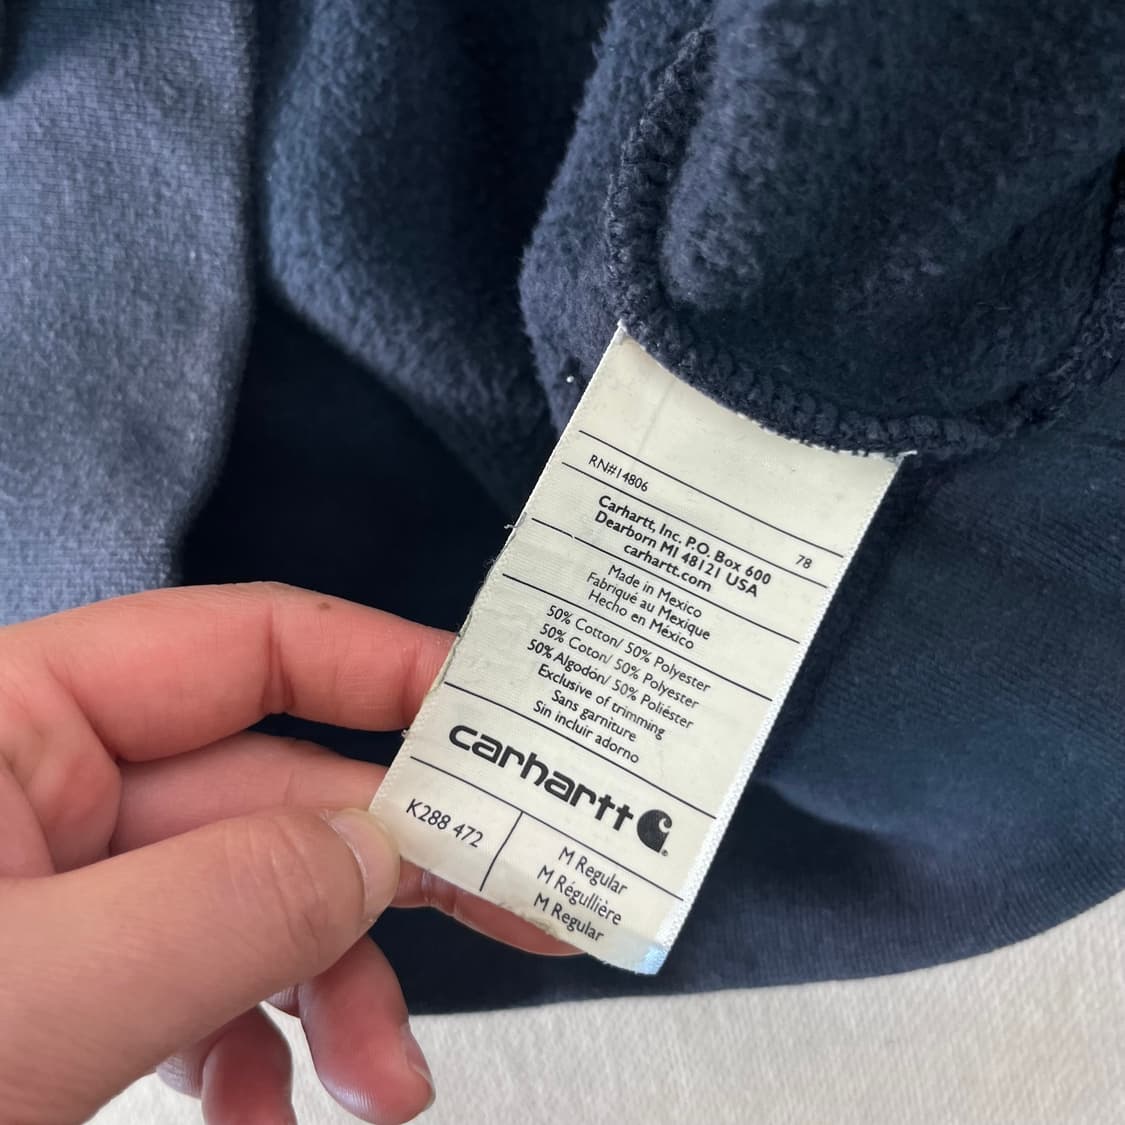 RN#14806
78
Carhartt, Inc. P.O. Box 600
Dearborn MI 48121 USA
carhartt.com
Made in Mexico
Fabriqué au Mexique
Hecho en México
50% Cotton/ 50% Polyester
50% Coton/ 50% Polyester
50% Algodón/ 50% Poliéster
Exclusive of trimming
Sans garniture
Sin incluir adorno
carhartt
K288 472
M Regular
M Régullière
M Regular